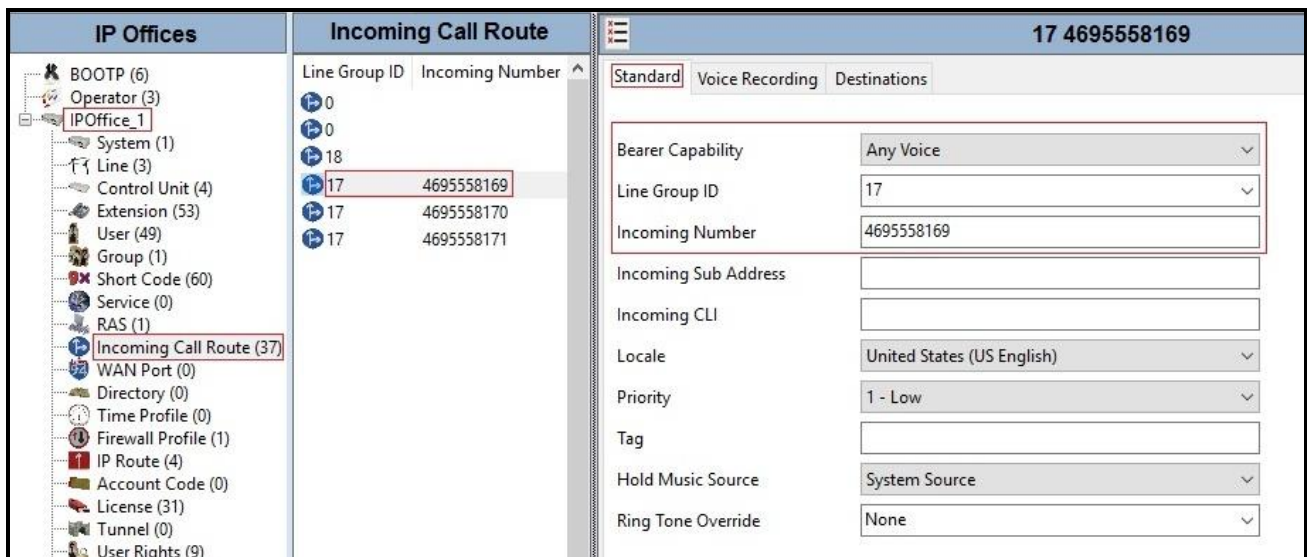 IP Offices
BOOTP (6)
Operator (3)
IPOffice_1
System (1)
Line (3)
Control Unit (4)
Extension (53)
User (49)
Group (1)
Short Code (60)
Service (0)
RAS (1)
Incoming Call Route (37)
WAN Port (0)
Directory (0)
Time Profile (0)
Firewall Profile (1)
IP Route (4)
Account Code (0)
License (31)
Tunnel (0)
User Rights (9)
Incoming Call Route
Line Group ID Incoming Number
0
0
18
17 4695558169
17 4695558170
17 4695558171
17 4695558169
Standard Voice Recording Destinations
Bearer Capability Any Voice
Line Group ID 17
Incoming Number 4695558169
Incoming Sub Address
Incoming CLI
Locale United States (US English)
Priority 1 - Low
Tag
Hold Music Source System Source
Ring Tone Override None